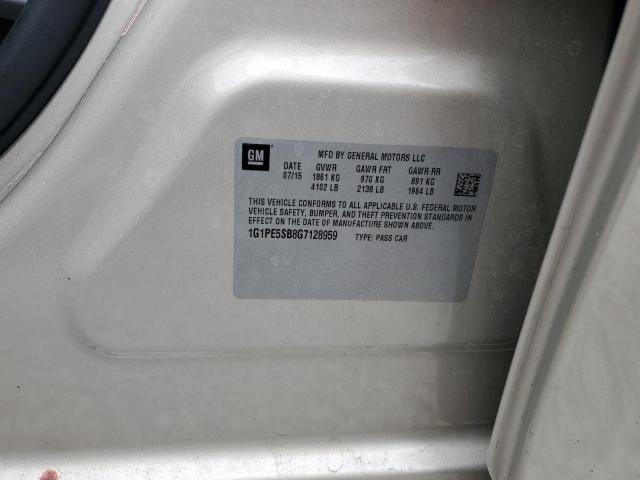 GM
MFD BY GENERAL MOTORS LLC
DATE GVWR GAWR FRT GAWR RR
07/15 1861 KG 970 KG 891 KG
4102 LB 2138 LB 1964 LB
THIS VEHICLE CONFORMS TO ALL APPLICABLE U.S. FEDERAL MOTOR
VEHICLE SAFETY, BUMPER, AND THEFT PREVENTION STANDARDS IN
EFFECT ON THE DATE OF MANUFACTURE SHOWN ABOVE.
1G1PE5SB8G7128959 TYPE: PASS CAR